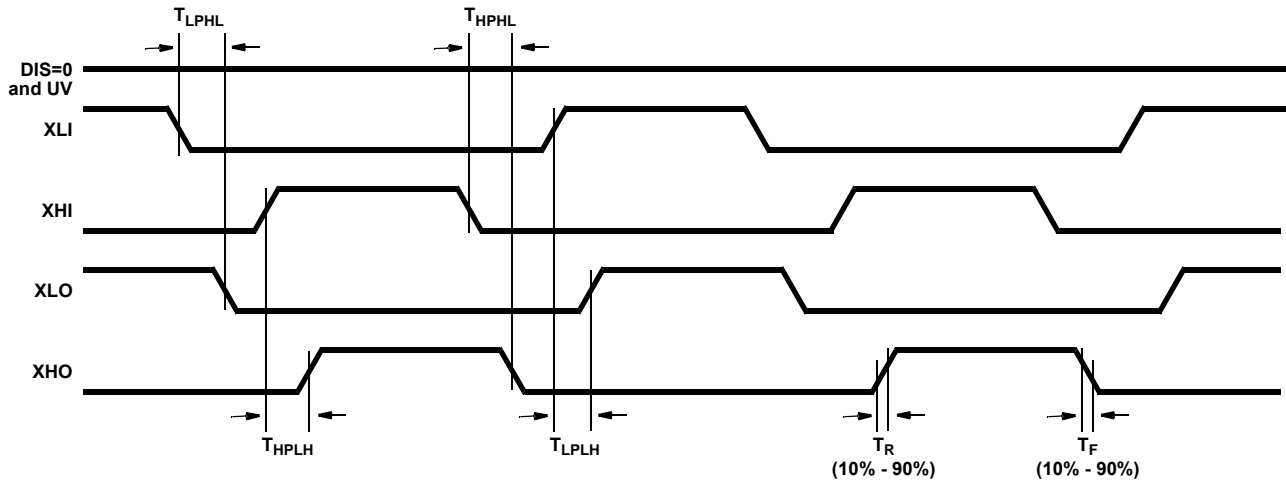 TLPHL
THPHL
DIS=0
and UV
XLI
XHI
XLO
XHO
THPLH
TLPLH
TR
(10% - 90%)
TF
(10% - 90%)